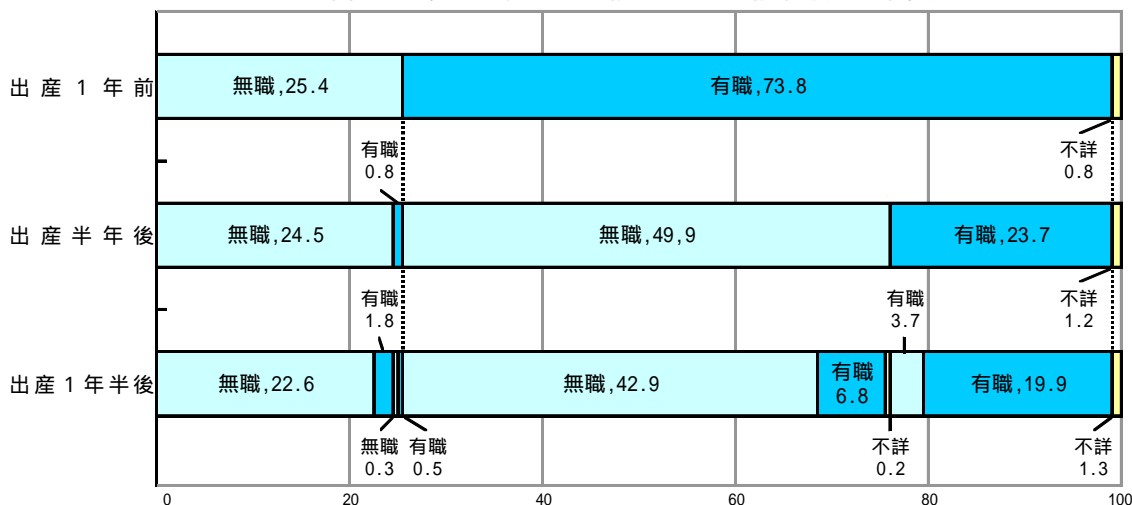 出産1年前
無職,25.4
有職,73.8
有職
0.8
不詳
0.8
出産半年後
無職,24.5
無職,49,9
有職,23.7
有職
1.8
有職
3.7
不詳
1.2
出産1年半後
無職,22.6
無職,42.9
有職
6.8
有職,19.9
無職
0.3
有職
0.5
不詳
0.2
不詳
1.3
0 20 40 60 80 100